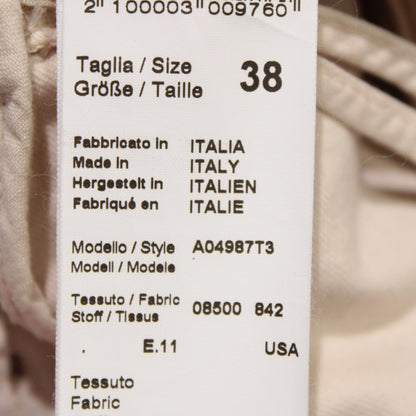 2" 100003" 009760"
Taglia / Size 38
Größe / Taille
Fabbricato in ITALIA
Made in ITALY
Hergestelt in ITALIEN
Fabriqué en ITALIE
Modello / Style A04987T3
Modell / Modele
Tessuto / Fabric 08500 842
Stoff / Tissus
. E.11 USA
Tessuto
Fabric